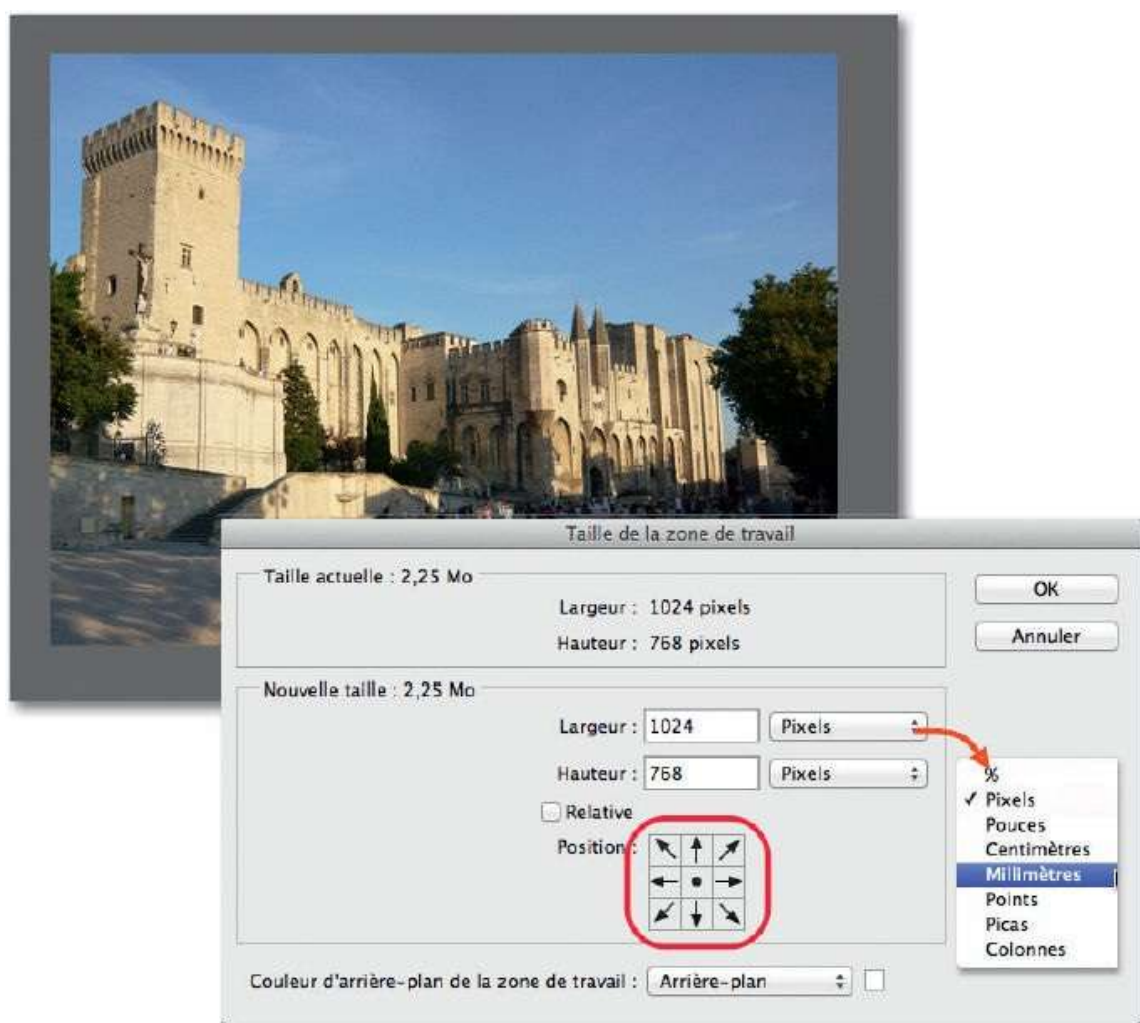 Taille de la zone de travail
Taille actuelle : 2,25 Mo
Largeur : 1024 pixels
Hauteur : 768 pixels
OK
Annuler
Nouvelle taille : 2,25 Mo
Largeur : 1024 Pixels
Hauteur : 768 Pixels
Relative
Position :
%
✓ Pixels
Pouces
Centimètres
Millimètres
Points
Picas
Colonnes
Couleur d'arrière-plan de la zone de travail : Arrière-plan